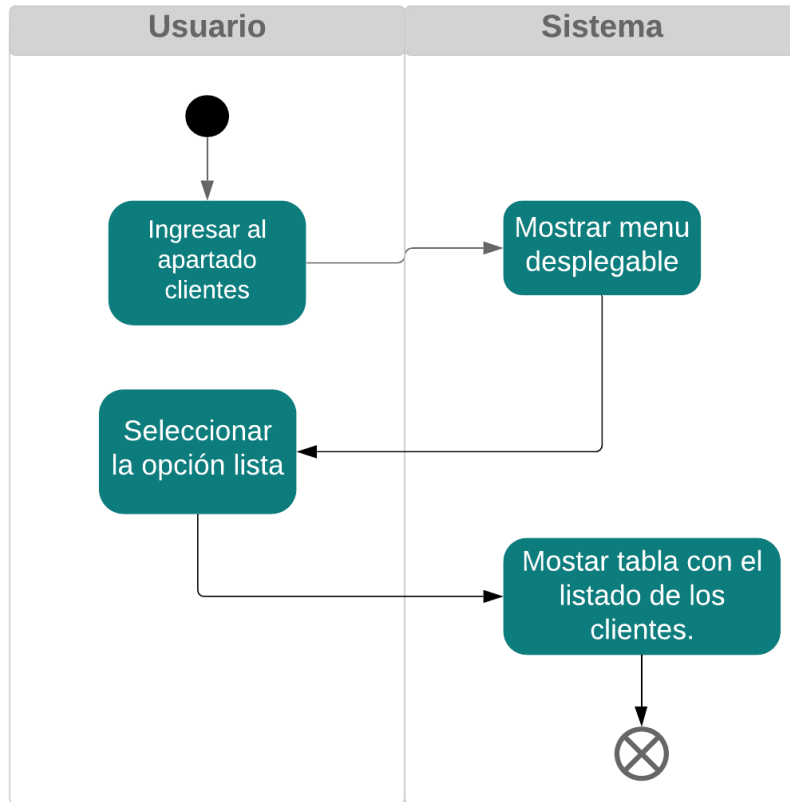 Usuario
Sistema
Ingresar al
apartado
clientes
Mostrar menu
desplegable
Seleccionar
la opción lista
Mostar tabla con el
listado de los
clientes.